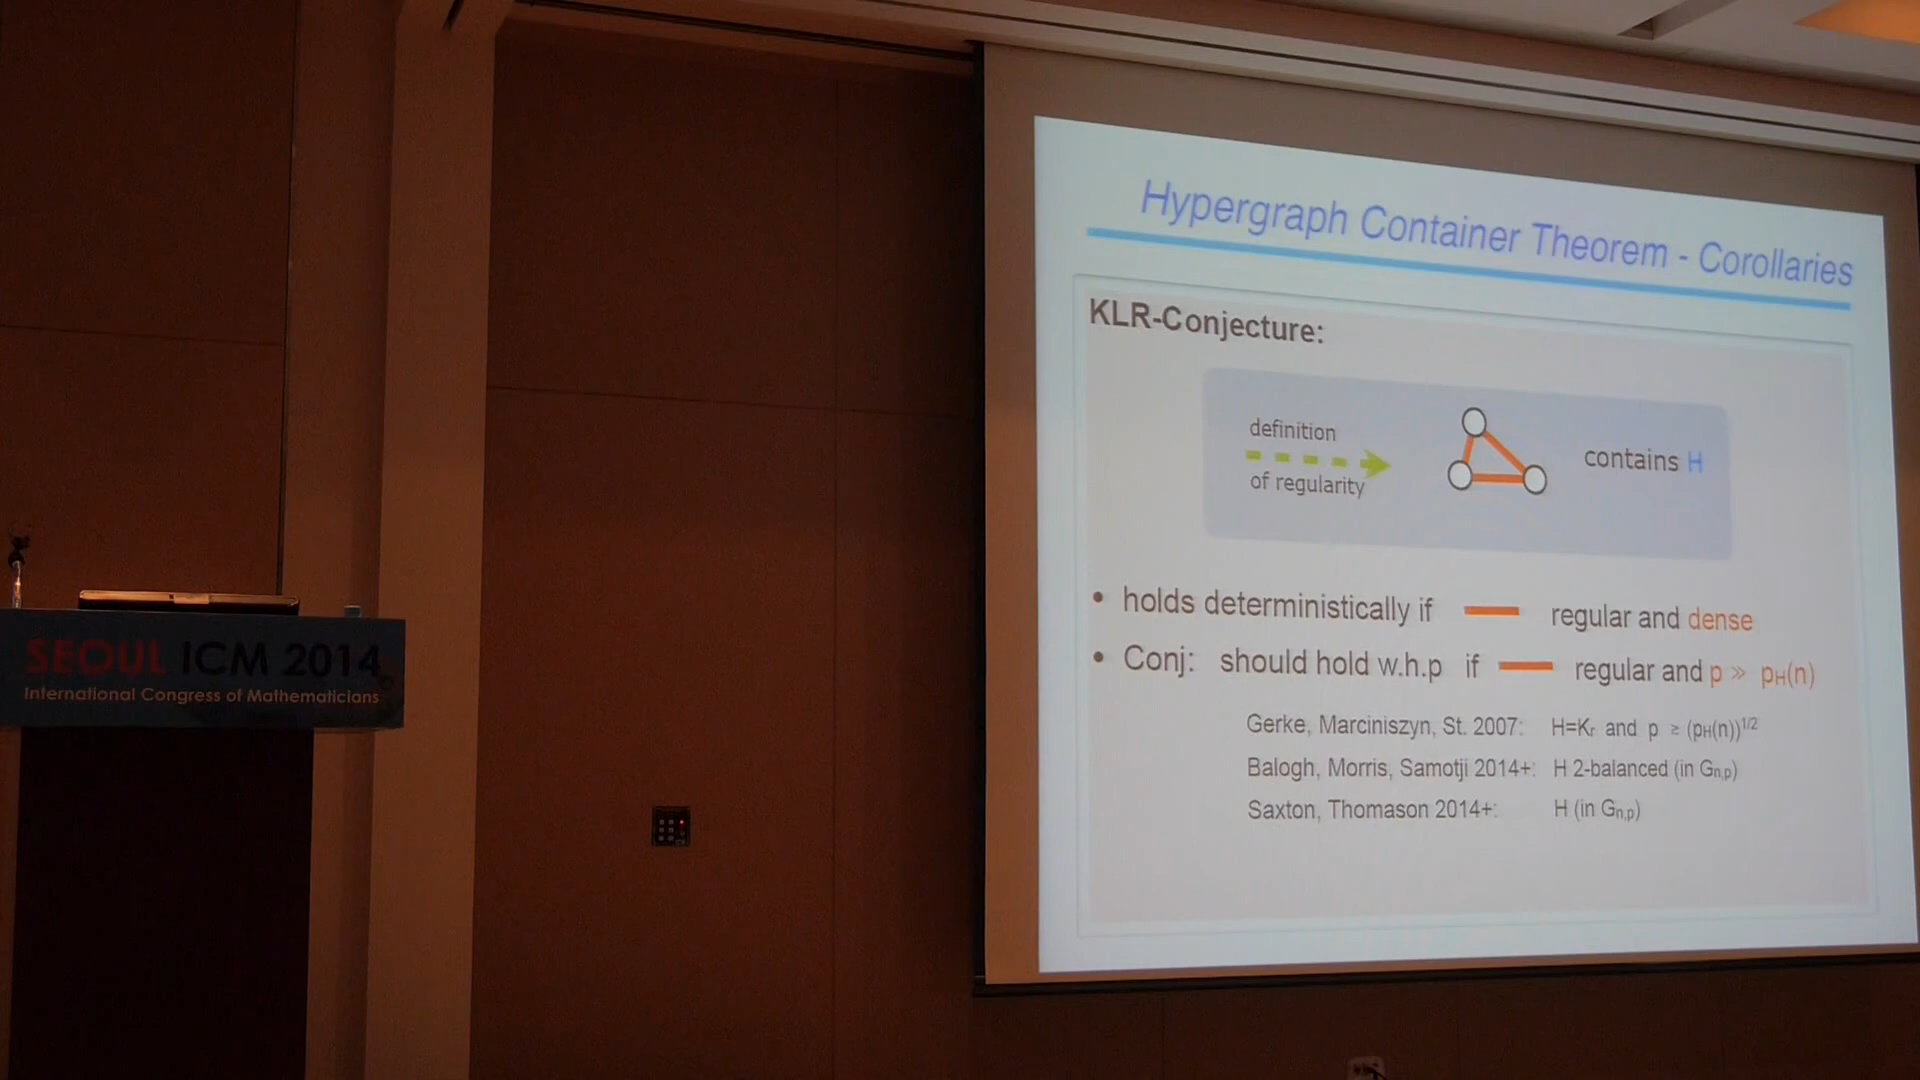 SEOUL ICM 2014
International Congress of Mathematicians
Hypergraph Container Theorem - Corollaries
KLR-Conjecture:
definition
of regularity
contains H
• holds deterministically if regular and dense
• Conj: should hold w.h.p if regular and p ≫ pH(n)
Gerke, Marciniszyn, St. 2007: H=Kr and p ≥ (pH(n))1/2
Balogh, Morris, Samotji 2014+: H 2-balanced (in Gn,p)
Saxton, Thomason 2014+: H (in Gn,p)